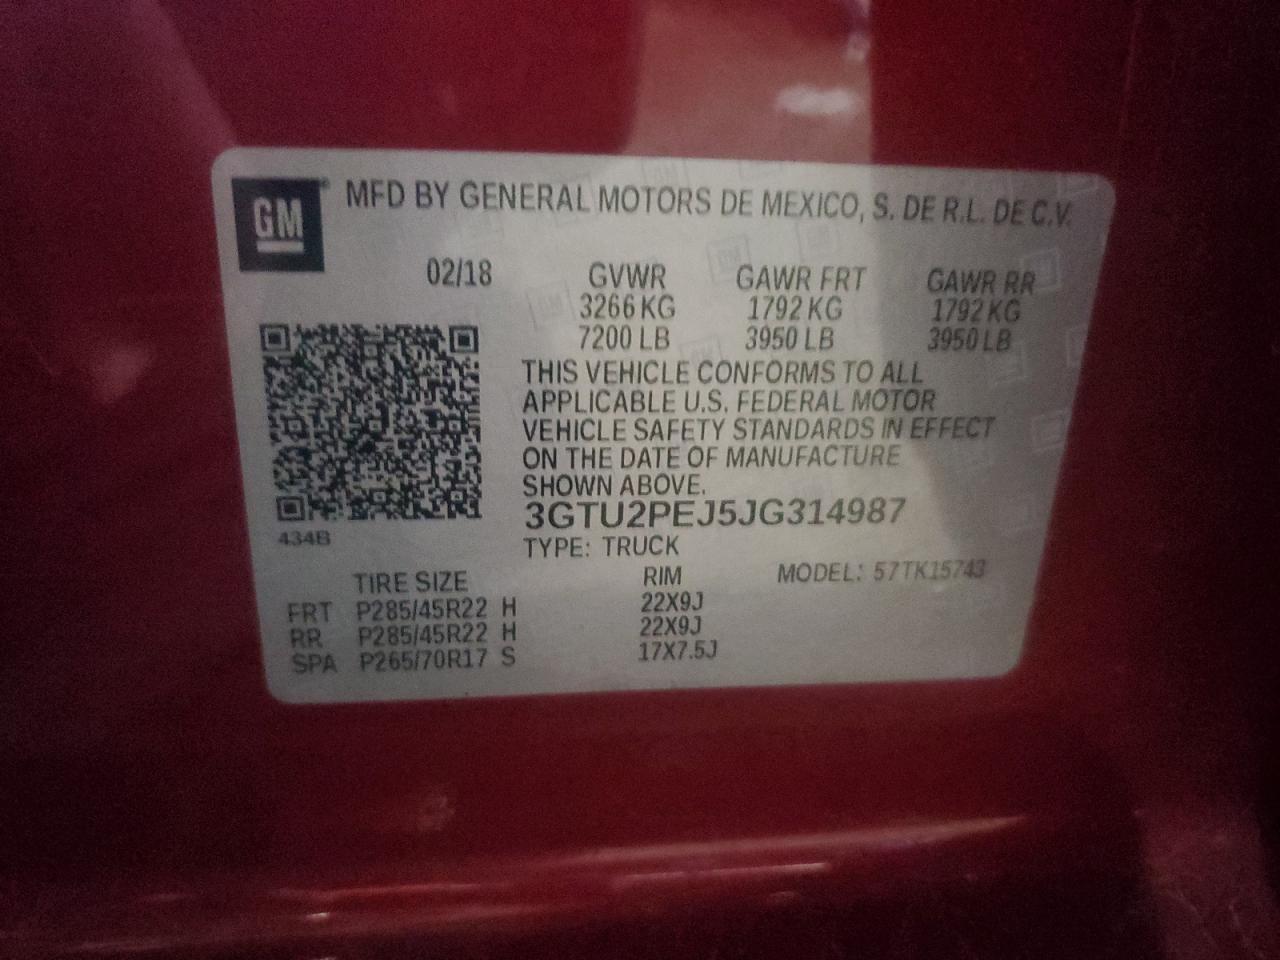 GM
MFD BY GENERAL MOTORS DE MEXICO, S. DE R.L. DE C.V.
02/18 GVWR GAWR FRT GAWR RR
3266 KG 1792 KG 1792 KG
7200 LB 3950 LB 3950 LB
THIS VEHICLE CONFORMS TO ALL
APPLICABLE U.S. FEDERAL MOTOR
VEHICLE SAFETY STANDARDS IN EFFECT
ON THE DATE OF MANUFACTURE
SHOWN ABOVE.
3GTU2PEJ5JG314987
434B
TYPE: TRUCK
TIRE SIZE RIM MODEL: 57TK15743
FRT P285/45R22 H 22X9J
RR P285/45R22 H 22X9J
SPA P265/70R17 S 17X7.5J